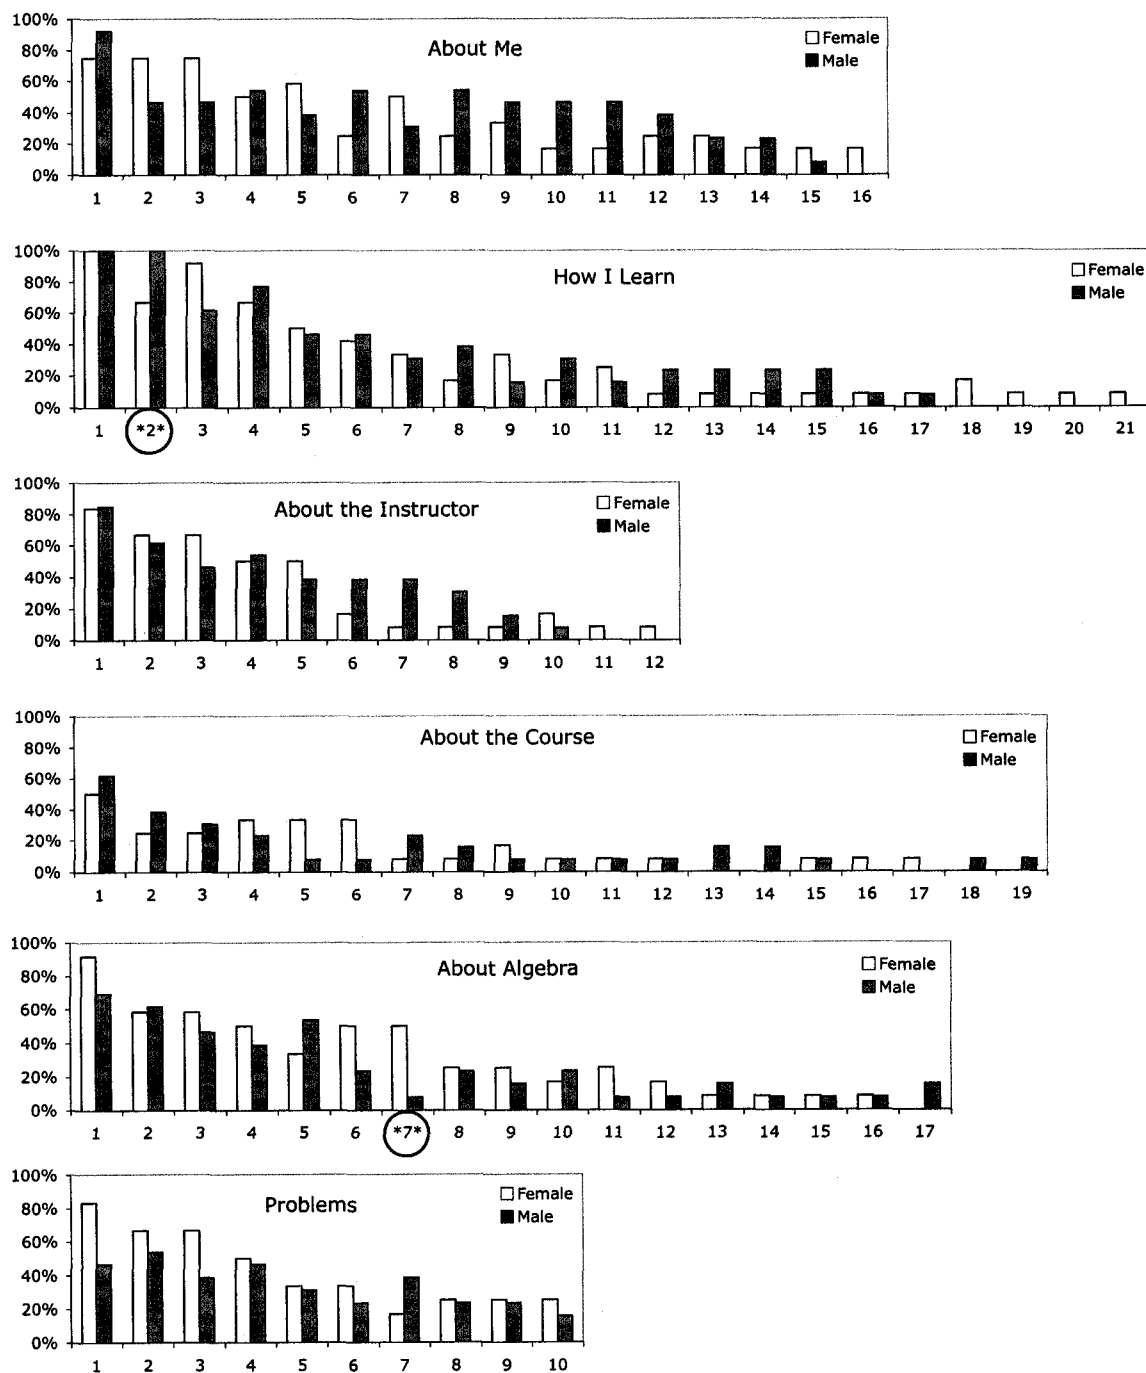 100%
80%
60%
40%
20%
0%
About Me
Female
Male
1 2 3 4 5 6 7 8 9 10 11 12 13 14 15 16
100%
80%
60%
40%
20%
0%
How I Learn
Female
Male
1 *2* 3 4 5 6 7 8 9 10 11 12 13 14 15 16 17 18 19 20 21
100%
80%
60%
40%
20%
0%
About the Instructor
Female
Male
1 2 3 4 5 6 7 8 9 10 11 12
100%
80%
60%
40%
20%
0%
About the Course
Female
Male
1 2 3 4 5 6 7 8 9 10 11 12 13 14 15 16 17 18 19
100%
80%
60%
40%
20%
0%
About Algebra
Female
Male
1 2 3 4 5 6 *7* 8 9 10 11 12 13 14 15 16 17
100%
80%
60%
40%
20%
0%
Problems
Female
Male
1 2 3 4 5 6 7 8 9 10